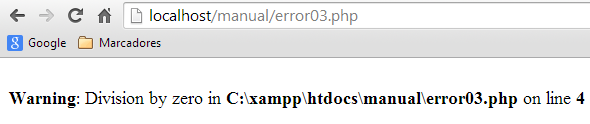 localhost/manual/error03.php
Google Marcadores
Warning: Division by zero in C:\xampp\htdocs\manual\error03.php on line 4